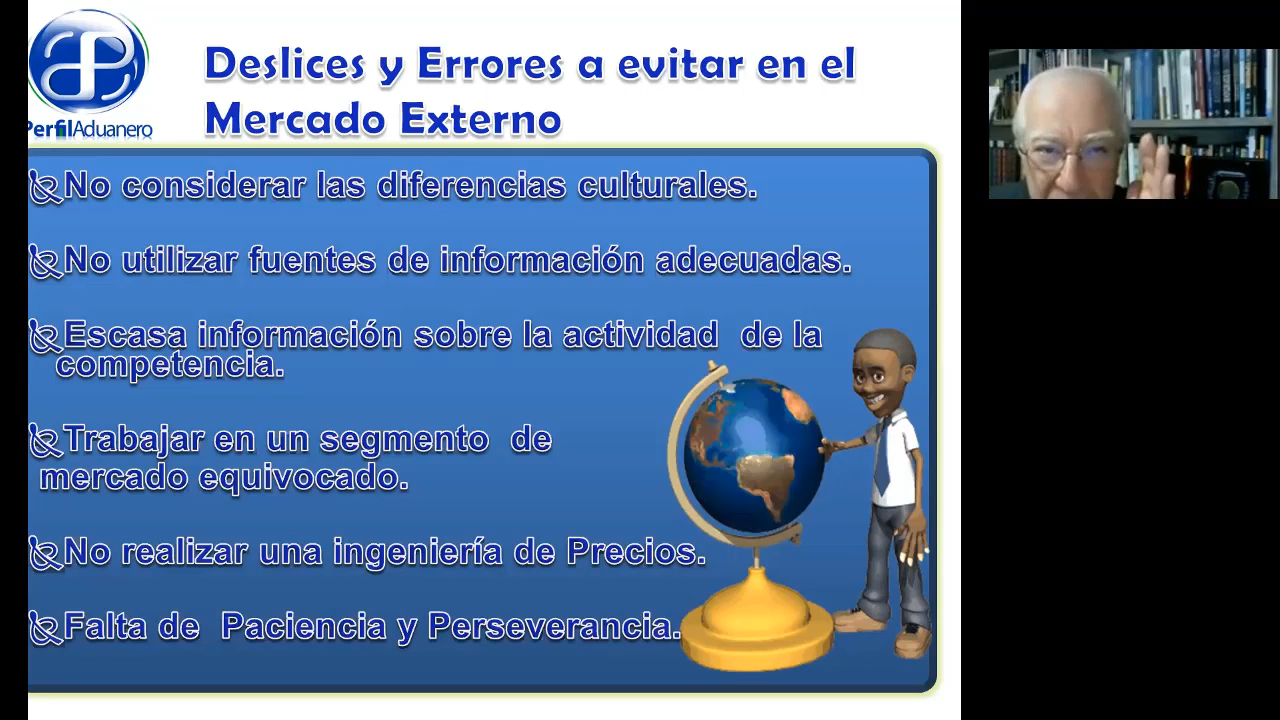 Deslices y Errores a evitar en el
Mercado Externo
PerfilAduanero
No considerar las diferencias culturales.
No utilizar fuentes de información adecuadas.
Escasa información sobre la actividad de la
competencia.
Trabajar en un segmento de
mercado equivocado.
No realizar una ingeniería de Precios.
Falta de Paciencia y Perseverancia.